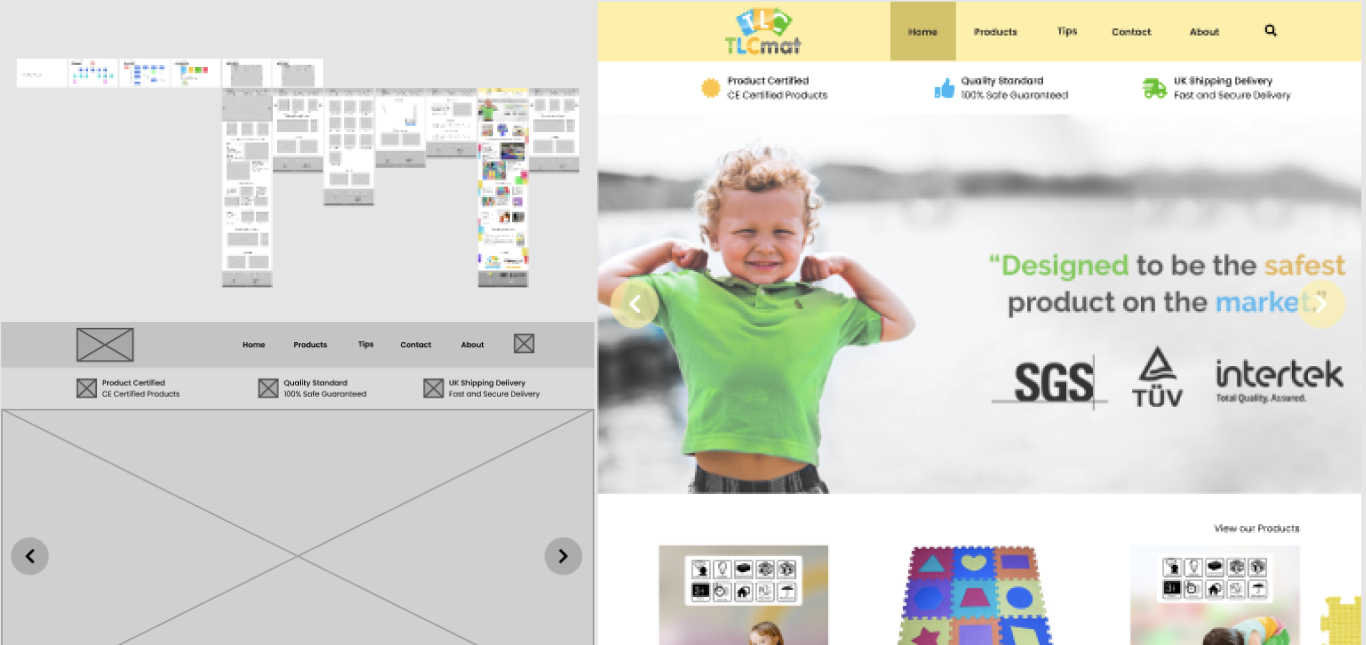 Home
Products
Tips
Contact
About
Product Certified
CE Certified Products
Quality Standard
100% Safe Guaranteed
UK Shipping Delivery
Fast and Secure Delivery
TLC
TLCmat
Home
Products
Tips
Contact
About
Product Certified
CE Certified Products
Quality Standard
100% Safe Guaranteed
UK Shipping Delivery
Fast and Secure Delivery
“Designed to be the safest
product on the market.”
SGS
TÜV
intertek
Total Quality. Assured.
View our Products
3+
3+